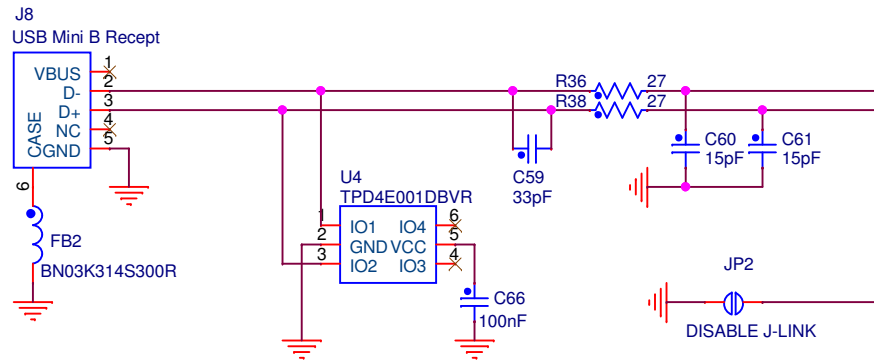 J8
USB Mini B Recept
VBUS 1
D- 2
D+ 3
NC 4
GND 5
CASE
6
FB2
BN03K314S300R
U4
TPD4E001DBVR
1 IO1 IO4 6
2 GND VCC 5
3 IO2 IO3 4
C66
100nF
C59
33pF
R36 27
R38 27
C60
15pF
C61
15pF
JP2
DISABLE J-LINK